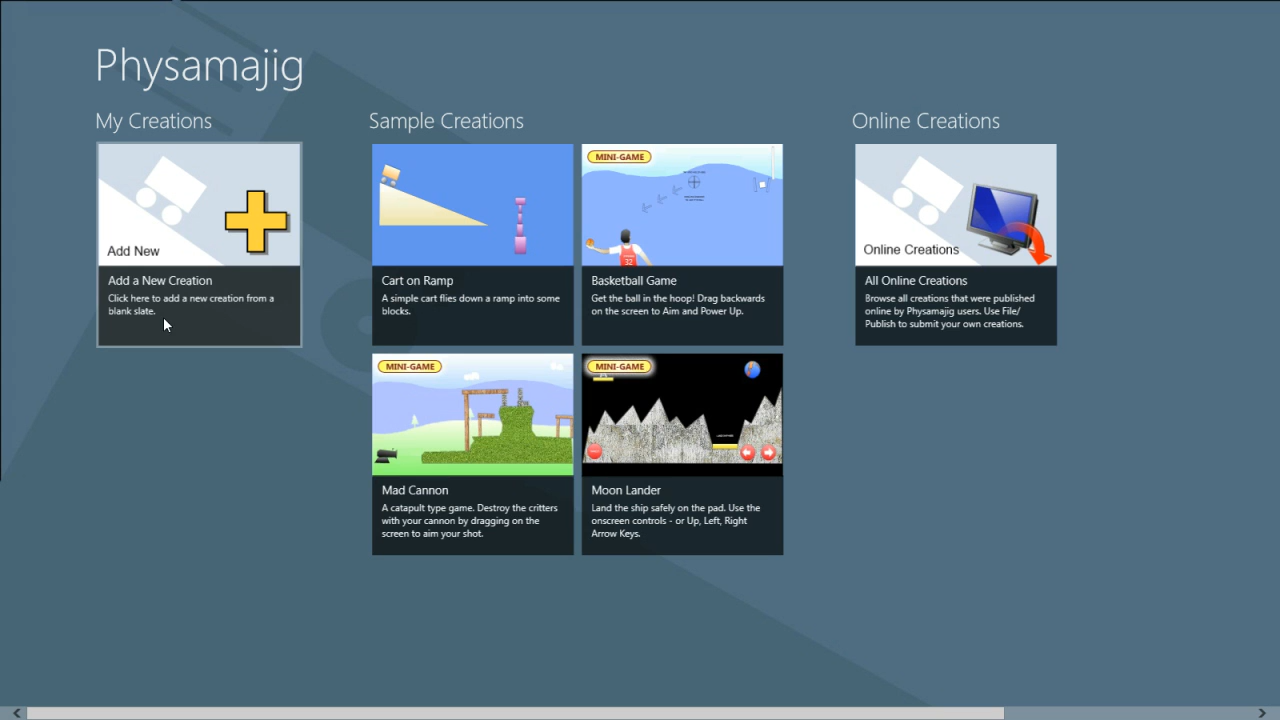 Physamajig
My Creations
Add New
Add a New Creation
Click here to add a new creation from a
blank slate.
Sample Creations
Cart on Ramp
A simple cart flies down a ramp into some
blocks.
MINI-GAME
32
Basketball Game
Get the ball in the hoop! Drag backwards
on the screen to Aim and Power Up.
MINI-GAME
Mad Cannon
A catapult type game. Destroy the critters
with your cannon by dragging on the
screen to aim your shot.
MINI-GAME
Moon Lander
Land the ship safely on the pad. Use the
onscreen controls - or Up, Left, Right
Arrow Keys.
Online Creations
Online Creations
All Online Creations
Browse all creations that were published
online by Physamajig users. Use File/
Publish to submit your own creations.